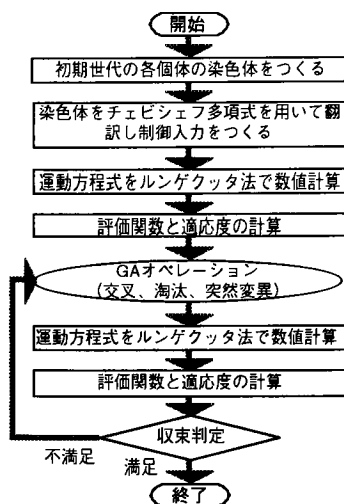 開始
初期世代の各個体の染色体をつくる
染色体をチェビシェフ多項式を用いて翻
訳し制御入力をつくる
運動方程式をルンゲクッタ法で数値計算
評価関数と適応度の計算
GAオペレーション
(交叉、淘汰、突然変異)
運動方程式をルンゲクッタ法で数値計算
評価関数と適応度の計算
収束判定
不満足
満足
終了